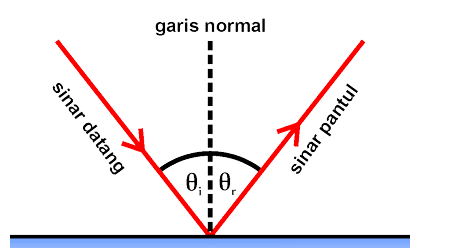 garis normal
sinar datang
sinar pantul
θi
θr